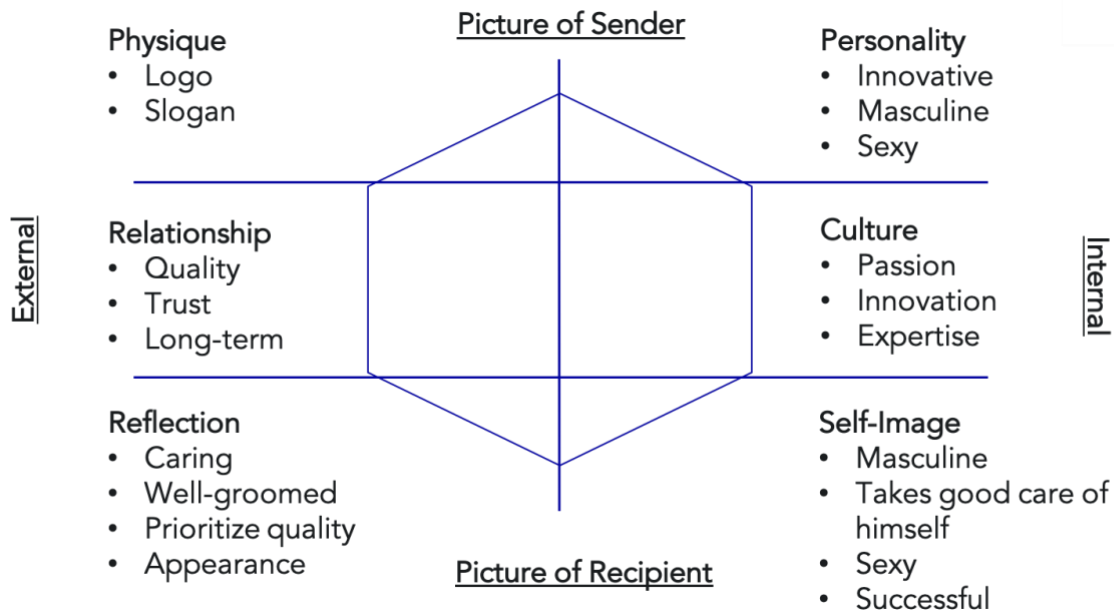 Picture of Sender
Physique
• Logo
• Slogan
Personality
• Innovative
• Masculine
• Sexy
External
Relationship
• Quality
• Trust
• Long-term
Culture
• Passion
• Innovation
• Expertise
Internal
Reflection
• Caring
• Well-groomed
• Prioritize quality
• Appearance
Self-Image
• Masculine
• Takes good care of
himself
• Sexy
• Successful
Picture of Recipient